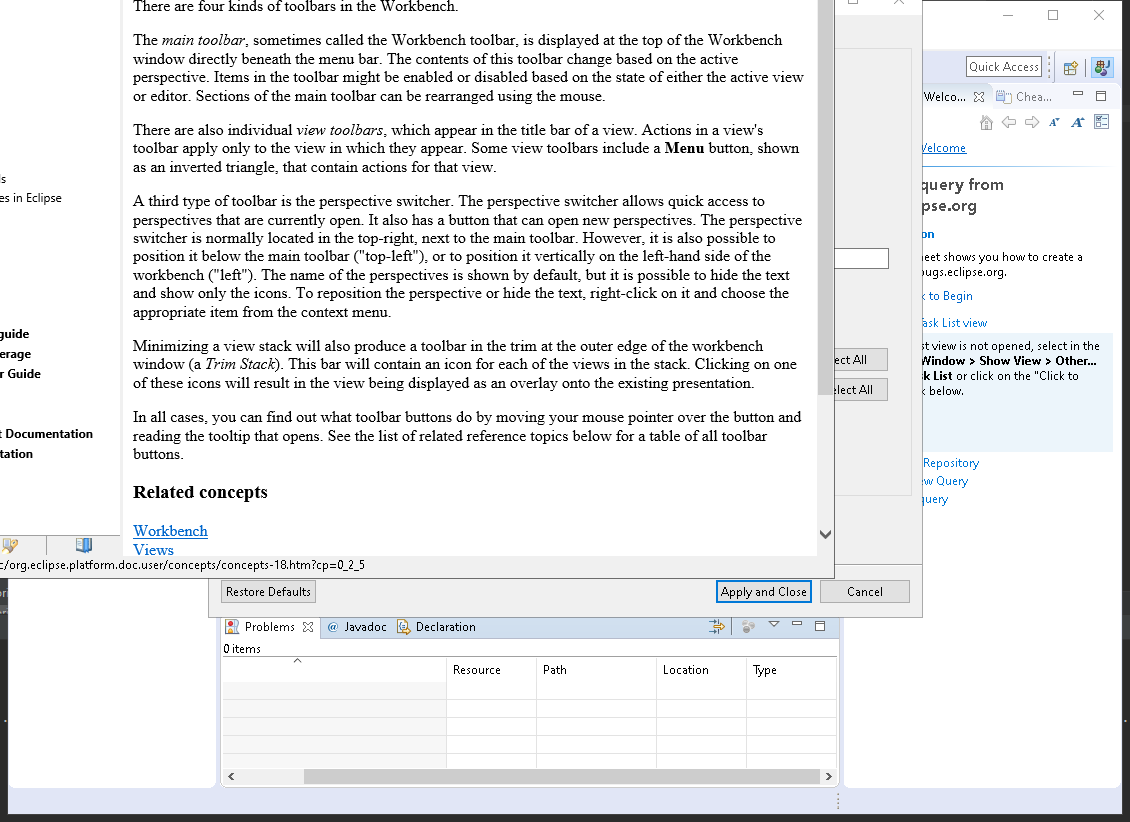 There are four kinds of toolbars in the Workbench.
The main toolbar, sometimes called the Workbench toolbar, is displayed at the top of the Workbench
window directly beneath the menu bar. The contents of this toolbar change based on the active
perspective. Items in the toolbar might be enabled or disabled based on the state of either the active view
or editor. Sections of the main toolbar can be rearranged using the mouse.
There are also individual view toolbars, which appear in the title bar of a view. Actions in a view's
toolbar apply only to the view in which they appear. Some view toolbars include a Menu button, shown
as an inverted triangle, that contain actions for that view.
A third type of toolbar is the perspective switcher. The perspective switcher allows quick access to
perspectives that are currently open. It also has a button that can open new perspectives. The perspective
switcher is normally located in the top-right, next to the main toolbar. However, it is also possible to
position it below the main toolbar ("top-left"), or to position it vertically on the left-hand side of the
workbench ("left"). The name of the perspectives is shown by default, but it is possible to hide the text
and show only the icons. To reposition the perspective or hide the text, right-click on it and choose the
appropriate item from the context menu.
Minimizing a view stack will also produce a toolbar in the trim at the outer edge of the workbench
window (a Trim Stack). This bar will contain an icon for each of the views in the stack. Clicking on one
of these icons will result in the view being displayed as an overlay onto the existing presentation.
In all cases, you can find out what toolbar buttons do by moving your mouse pointer over the button and
reading the tooltip that opens. See the list of related reference topics below for a table of all toolbar
buttons.
Related concepts
Workbench
Views
ls
es in Eclipse
guide
erage
r Guide
t Documentation
tation
c/org.eclipse.platform.doc.user/concepts/concepts-18.htm?cp=0_2_5
ect All
elect All
Restore Defaults
Apply and Close
Cancel
Quick Access
Welco...
Chea...
Welcome
query from
pse.org
on
eet shows you how to create a
bugs.eclipse.org.
k to Begin
Task List view
st view is not opened, select in the
Window > Show View > Other...
sk List or click on the "Click to
k below.
Repository
ew Query
query
Problems
@ Javadoc
Declaration
0 items
Resource
Path
Location
Type